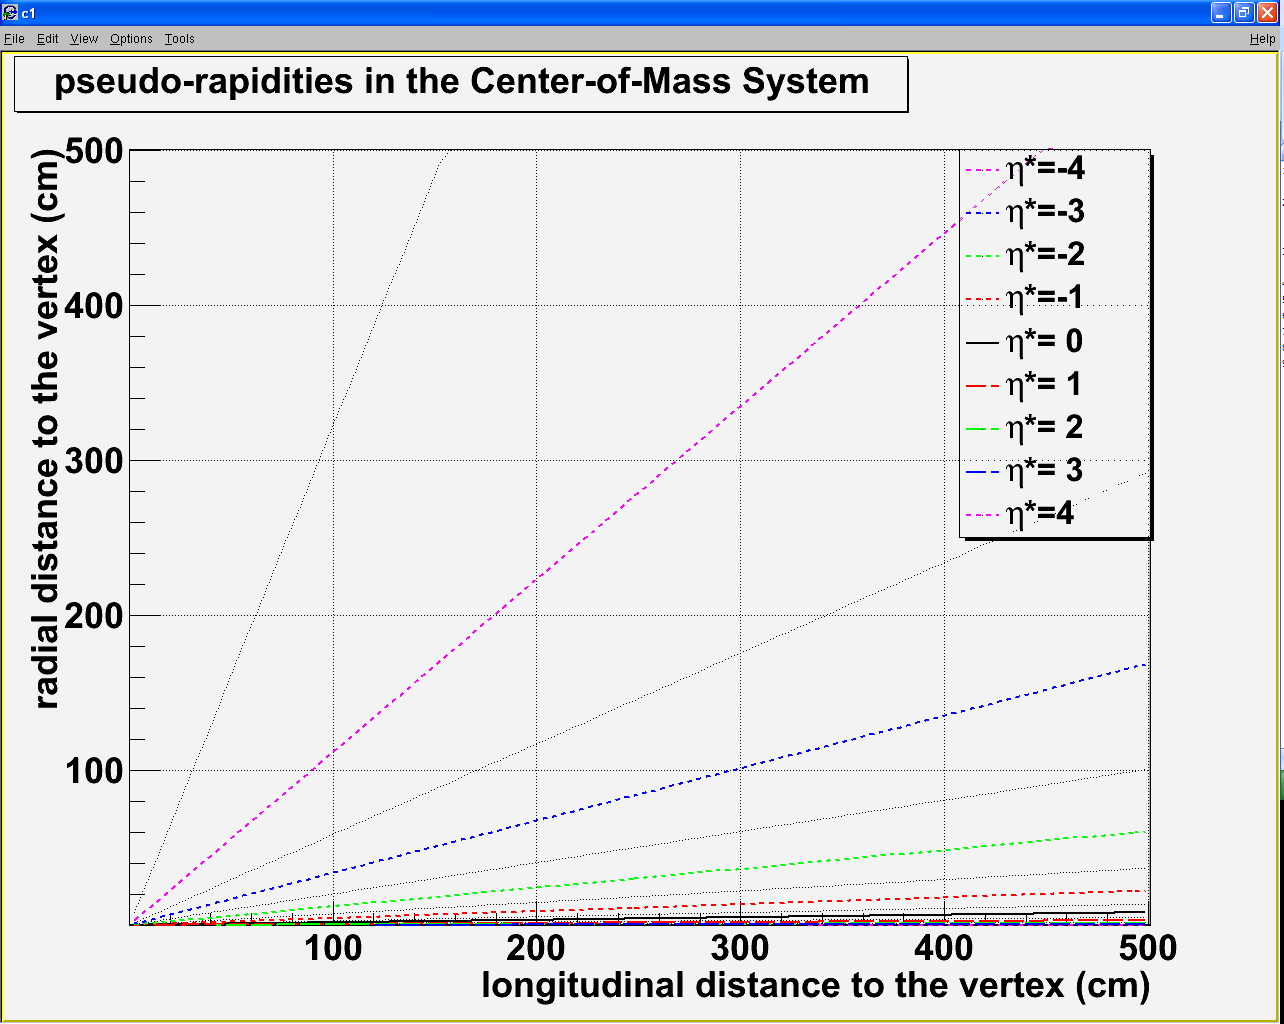 c1
File Edit View Options Tools Help
pseudo-rapidities in the Center-of-Mass System
radial distance to the vertex (cm)
500
400
300
200
100
η*=-4
η*=-3
η*=-2
η*=-1
η*= 0
η*= 1
η*= 2
η*= 3
η*=4
100 200 300 400 500
longitudinal distance to the vertex (cm)